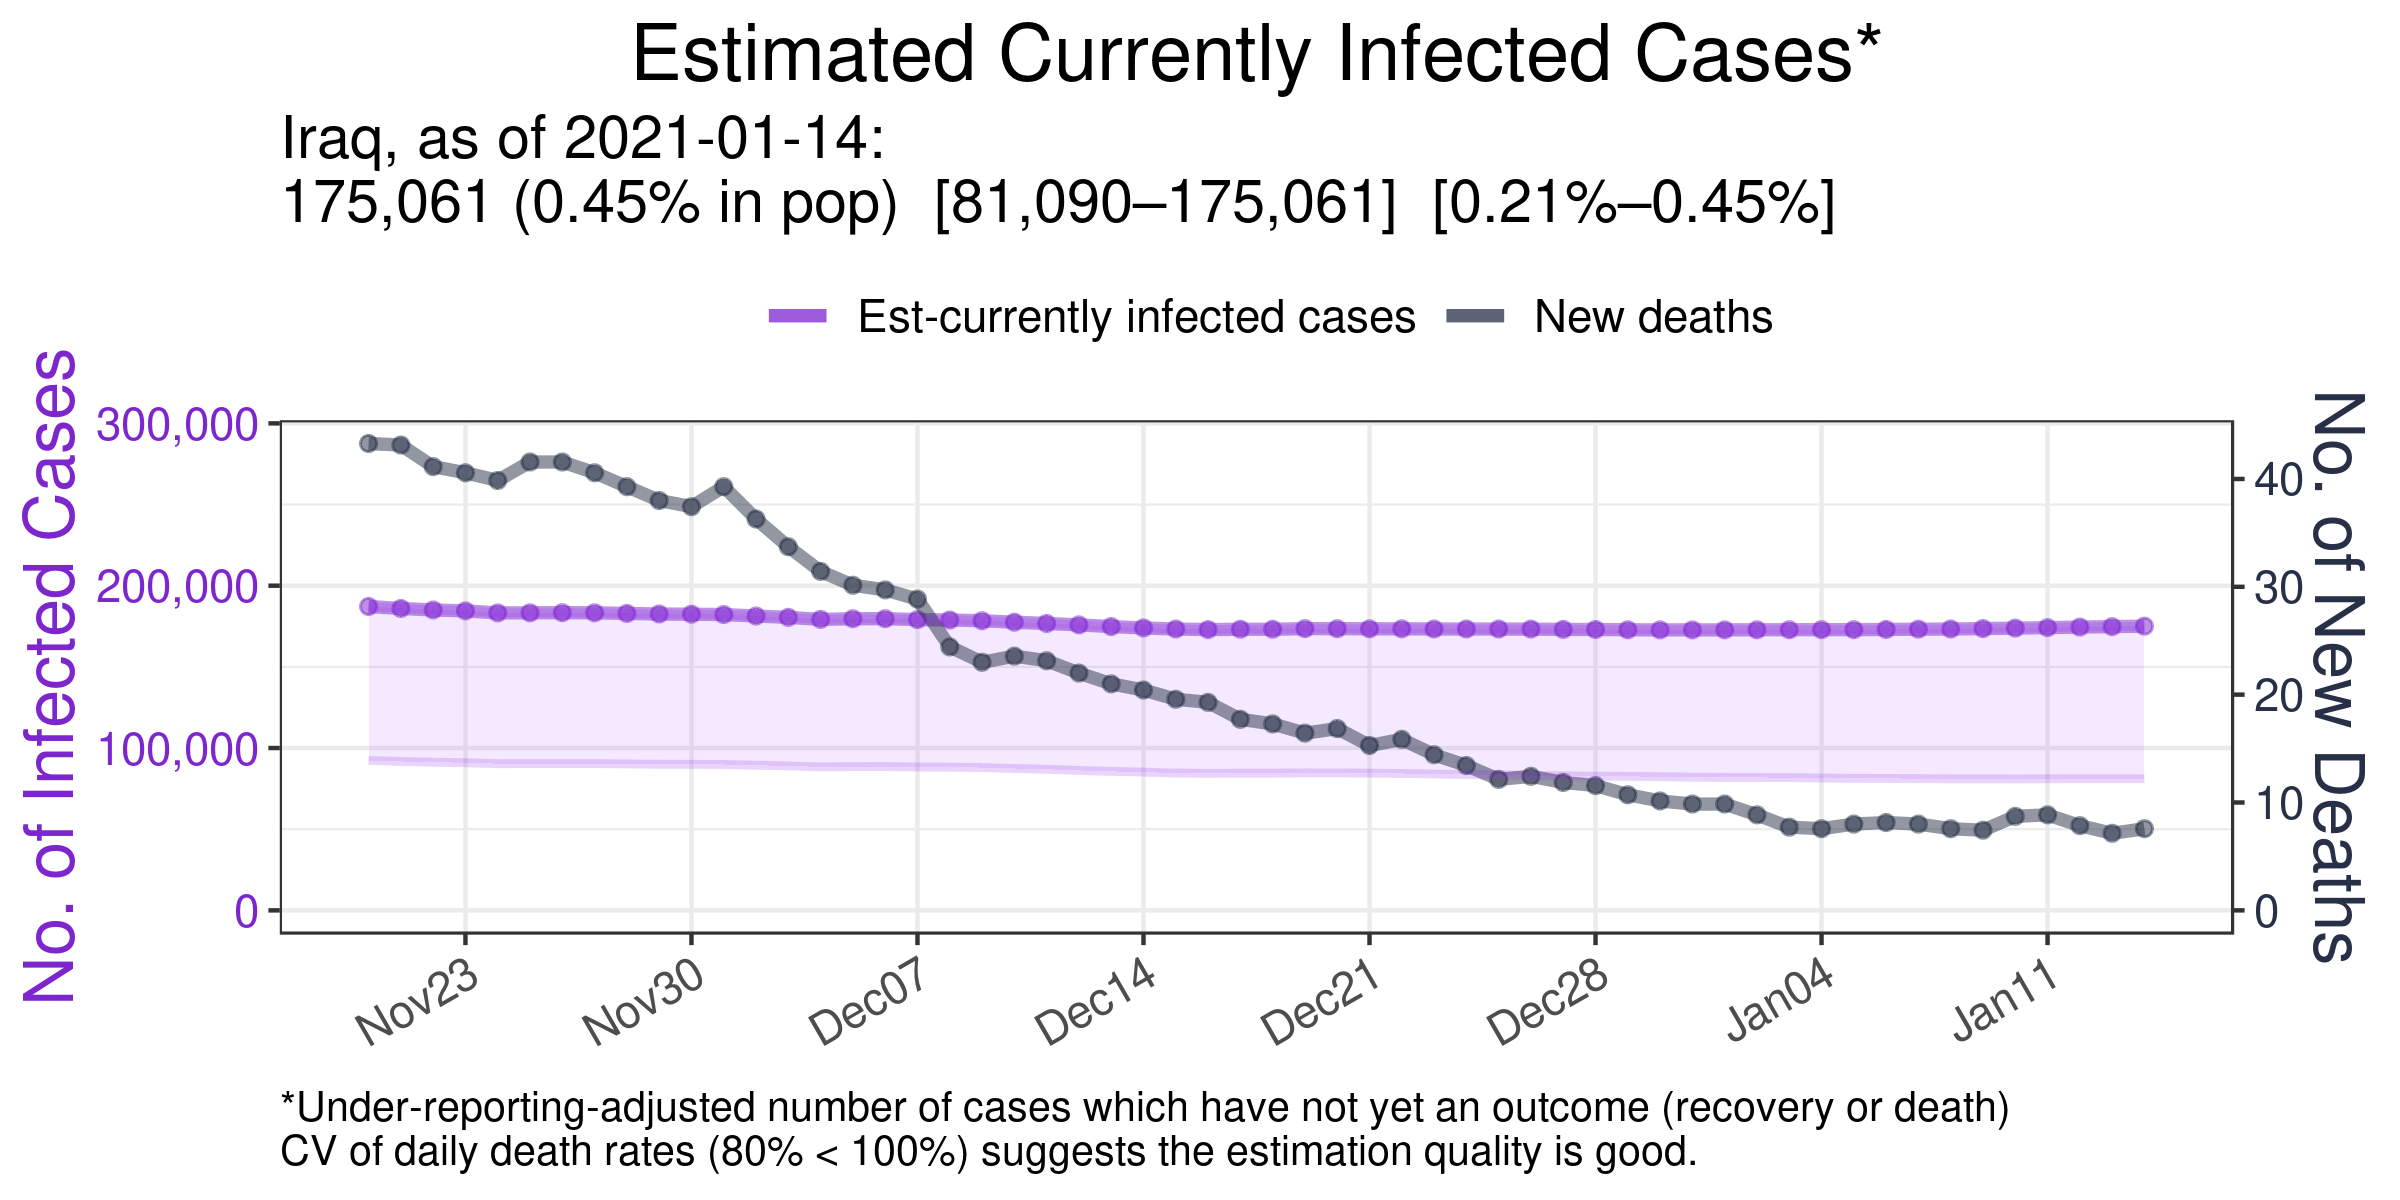 Estimated Currently Infected Cases*
Iraq, as of 2021-01-14:
175,061 (0.45% in pop)  [81,090–175,061]  [0.21%–0.45%]
Est-currently infected cases
New deaths
No. of Infected Cases
300,000
200,000
100,000
0
No. of New Deaths
40
30
20
10
0
Nov23
Nov30
Dec07
Dec14
Dec21
Dec28
Jan04
Jan11
*Under-reporting-adjusted number of cases which have not yet an outcome (recovery or death)
CV of daily death rates (80% < 100%) suggests the estimation quality is good.